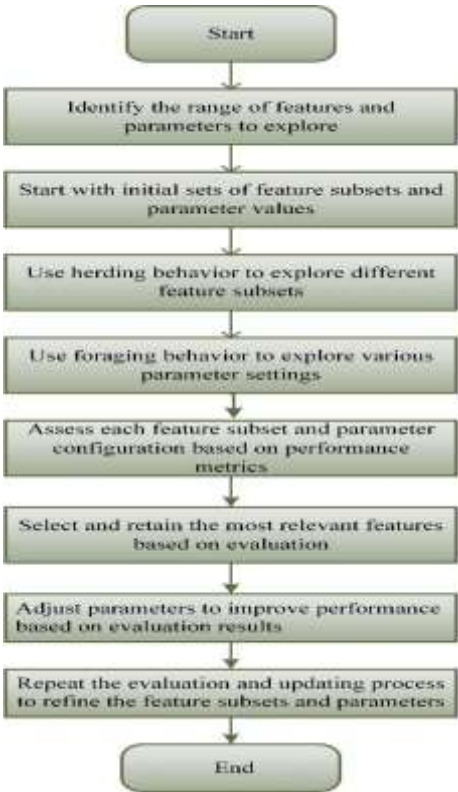 Start
Identify the range of features and
parameters to explore
Start with initial sets of feature subsets and
parameter values
Use herding behavior to explore different
feature subsets
Use foraging behavior to explore various
parameter settings
Assess each feature subset and parameter
configuration based on performance
metrics
Select and retain the most relevant features
based on evaluation
Adjust parameters to improve performance
based on evaluation results
Repeat the evaluation and updating process
to refine the feature subsets and parameters
End